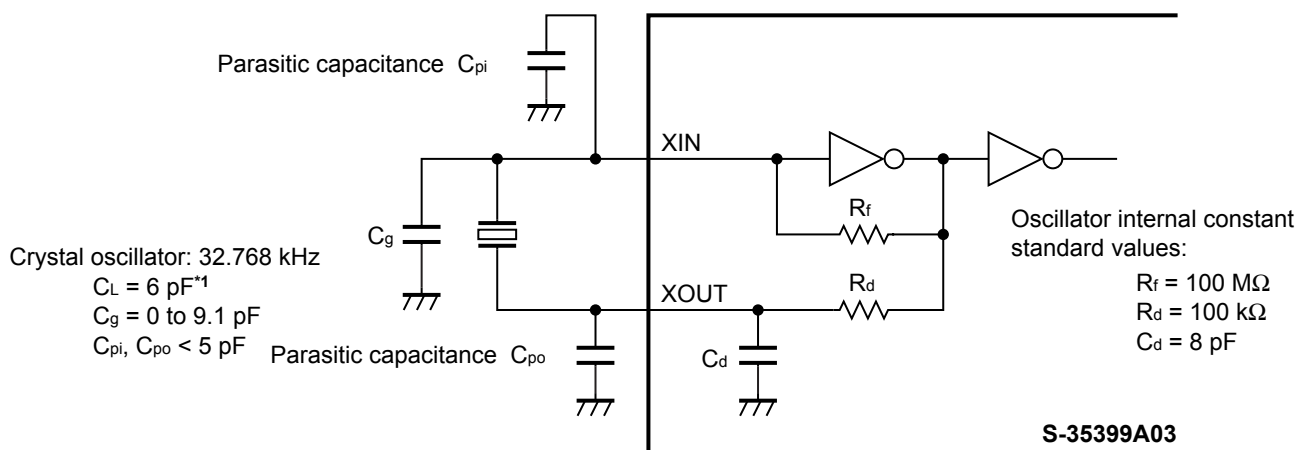 Parasitic capacitance Cpi
XIN
Cg
Rf
Crystal oscillator: 32.768 kHz
CL = 6 pF*1
Cg = 0 to 9.1 pF
Cpi, Cpo < 5 pF
Oscillator internal constant
standard values:
Rf = 100 MΩ
Rd = 100 kΩ
Cd = 8 pF
XOUT
Rd
Parasitic capacitance Cpo
Cd
S-35399A03